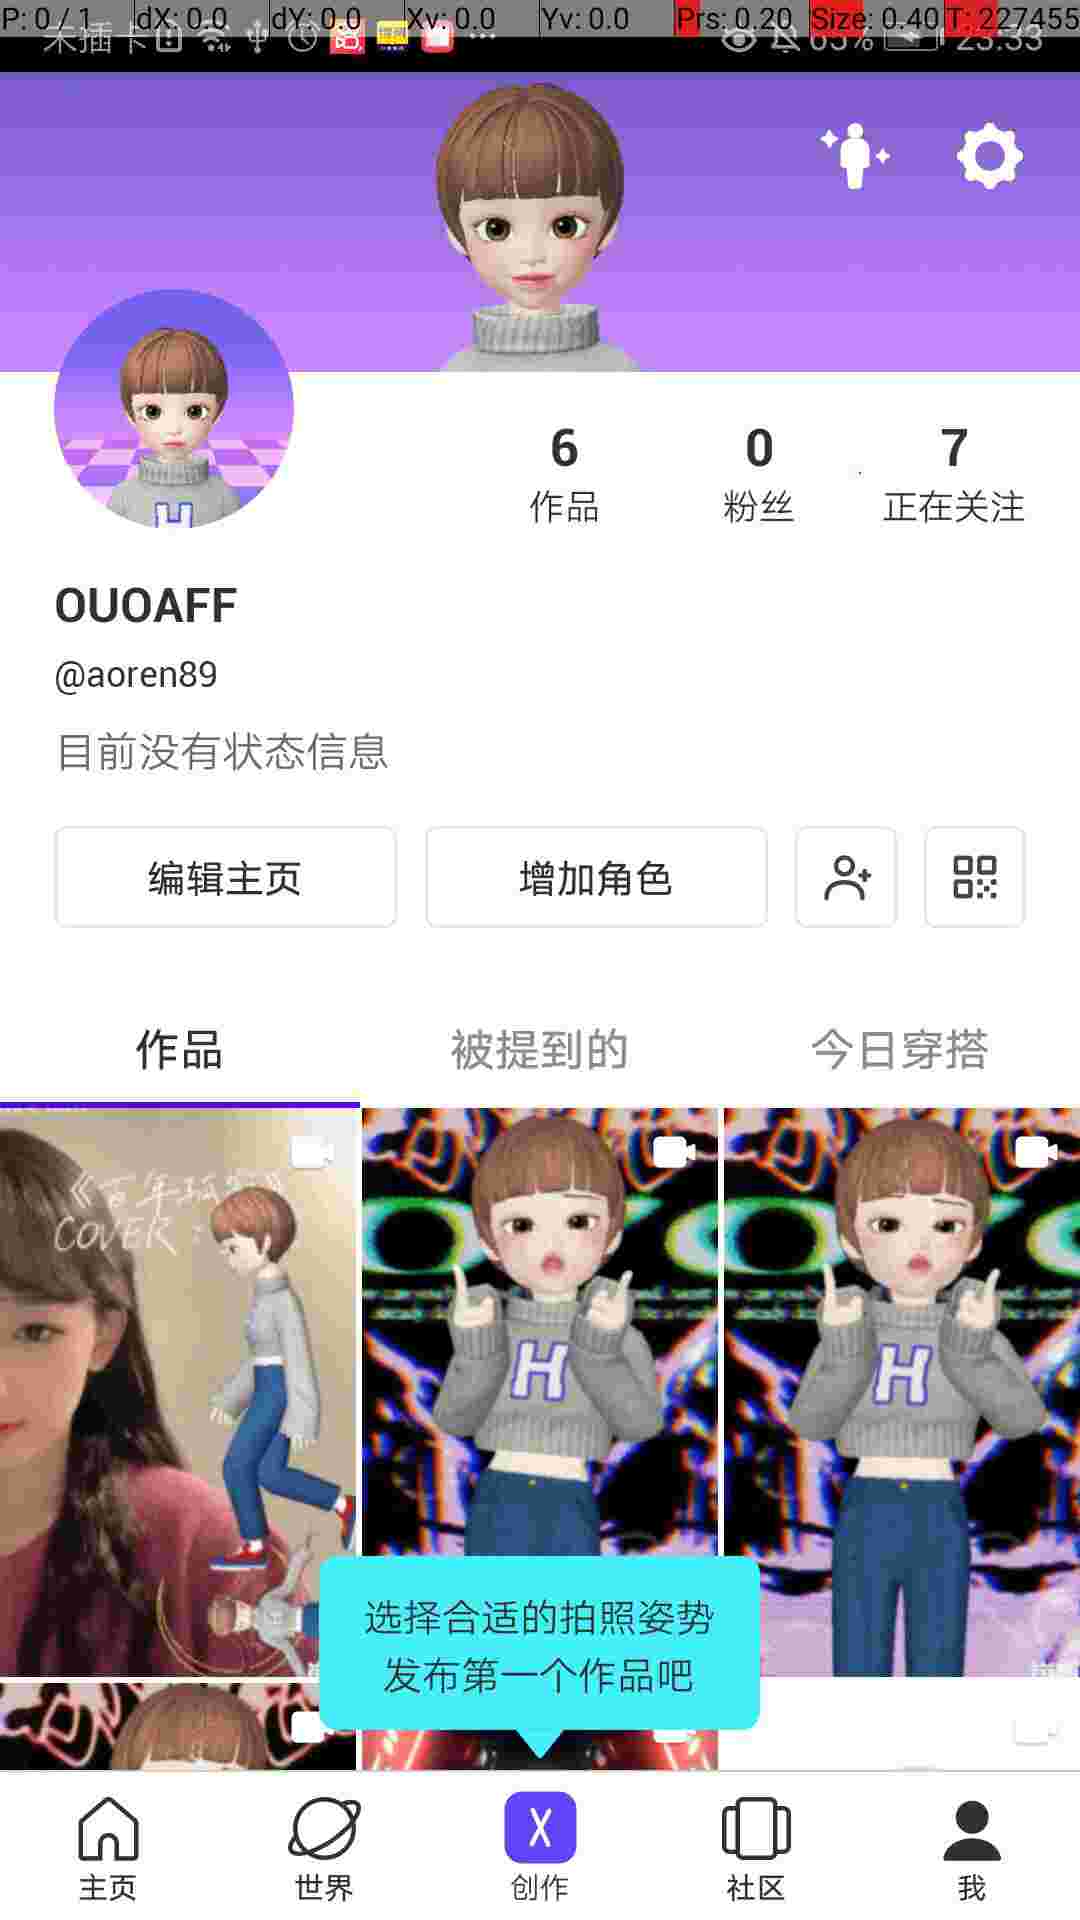 P: 0 / 1 dX: 0.0 dY: 0.0 Xv: 0.0 Yv: 0.0 Prs: 0.20 Size: 0.40 T: 227455
未插卡 63% 23:33
6 0 7
作品 粉丝 正在关注
OUOAFF
@aoren89
目前没有状态信息
编辑主页 增加角色
作品 被提到的 今日穿搭
《百年孤
COVER :
H
H
H
选择合适的拍照姿势
发布第一个作品吧
主页 世界 创作 社区 我